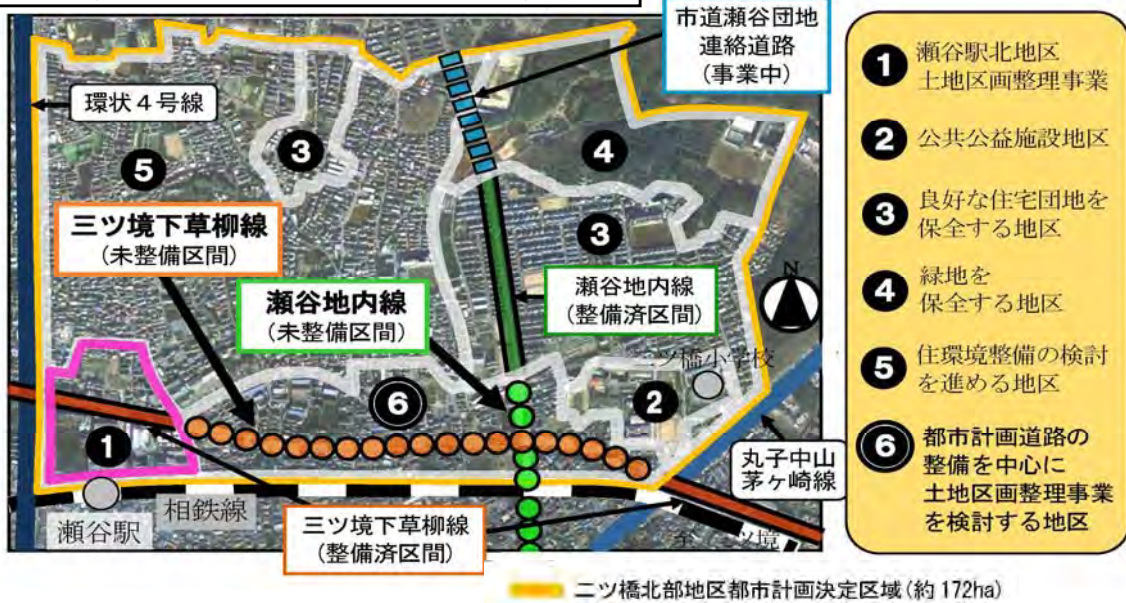 市道瀬谷団地
連絡道路
(事業中)
環状4号線
3
4
5
三ツ境下草柳線
(未整備区間)
3
瀬谷地内線
(未整備区間)
瀬谷地内線
(整備済区間)
N
ツ橋小学校
6
2
1
丸子中山
茅ヶ崎線
瀬谷駅
相鉄線
三ツ境下草柳線
(整備済区間)
二ツ橋北部地区都市計画決定区域(約172ha)
1 瀬谷駅北地区
土地区画整理事業
2 公共公益施設地区
3 良好な住宅団地を
保全する地区
4 緑地を
保全する地区
5 住環境整備の検討
を進める地区
6 都市計画道路の
整備を中心に
土地区画整理事業
を検討する地区